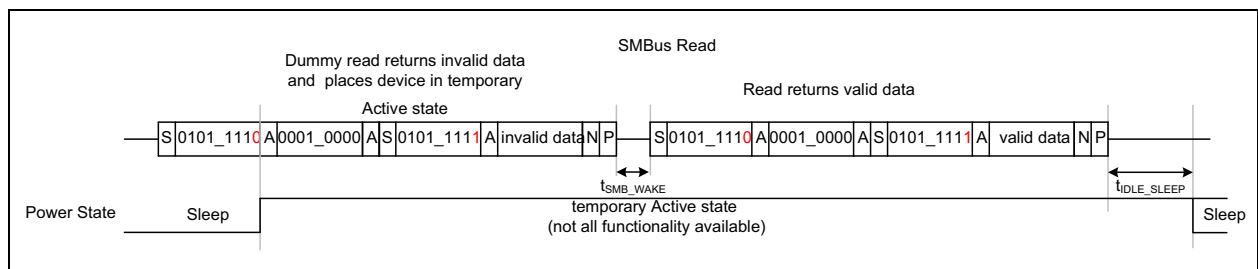 SMBus Read
Dummy read returns invalid data
and places device in temporary
Active state
Read returns valid data
S 0101_1110 A 0001_0000 A S 0101_1111 A invalid data N P
S 0101_1110 A 0001_0000 A S 0101_1111 A valid data N P
tSMB_WAKE
tIDLE_SLEEP
Power State
Sleep
temporary Active state
(not all functionality available)
Sleep